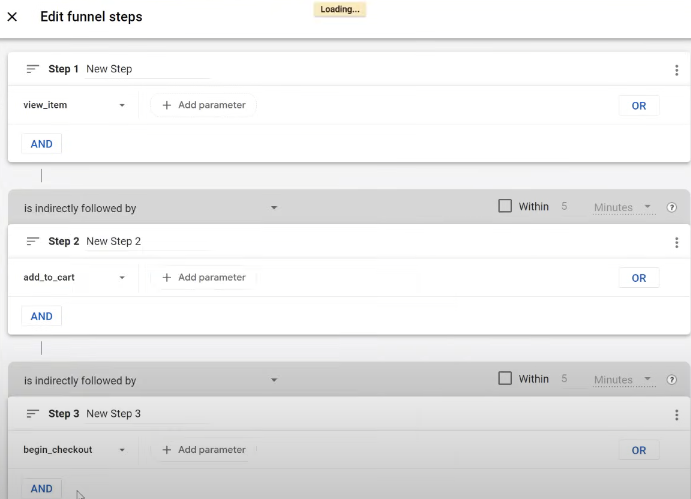 Loading...
Edit funnel steps
Step 1 New Step
view_item + Add parameter OR
AND
is indirectly followed by Within 5 Minutes ?
Step 2 New Step 2
add_to_cart + Add parameter OR
AND
is indirectly followed by Within 5 Minutes ?
Step 3 New Step 3
begin_checkout + Add parameter OR
AND